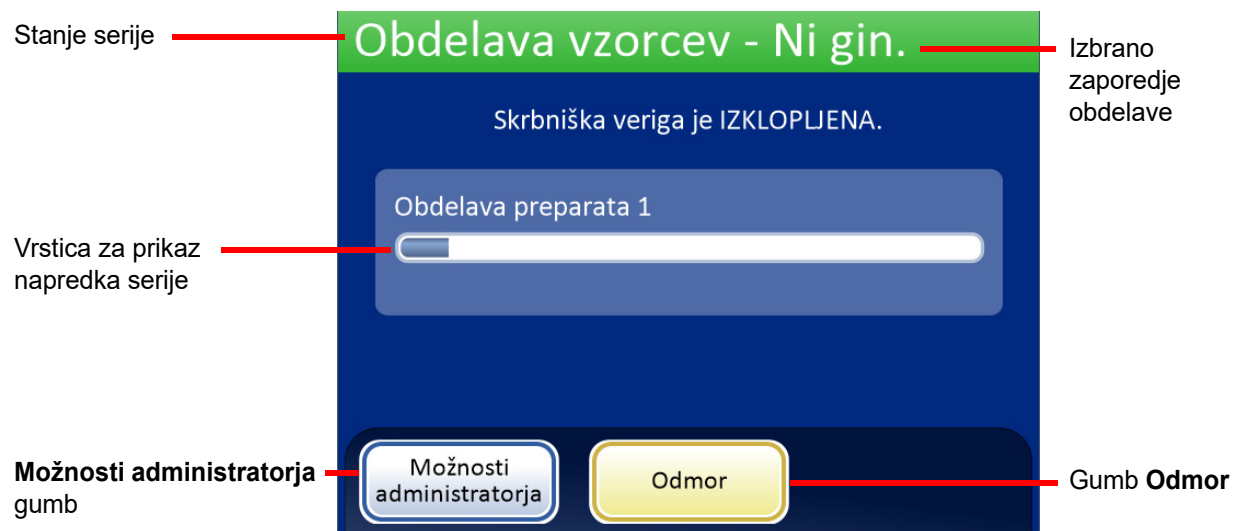 Stanje serije
Obdelava vzorcev - Ni gin.
Izbrano
zaporedje
obdelave
Skrbniška veriga je IZKLOPLJENA.
Obdelava preparata 1
Vrstica za prikaz
napredka serije
Možnosti administratorja
gumb
Možnosti
administratorja
Odmor
Gumb Odmor